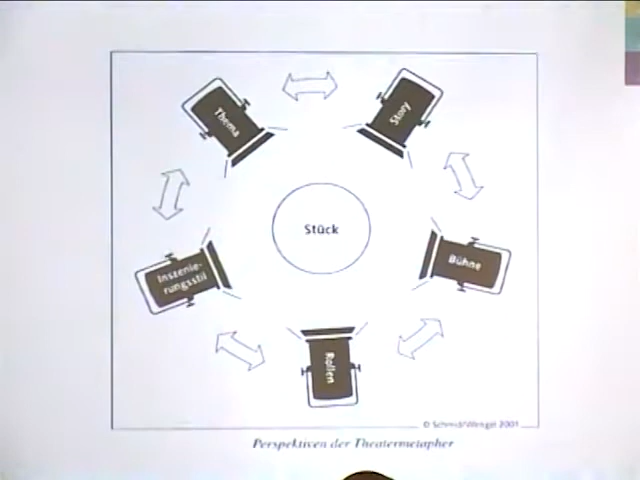 Thema
Story
Stück
Inszenie-
rungsstil
Bühne
Rollen
© Schmid/Wengel 2001
Perspektiven der Theatermetapher